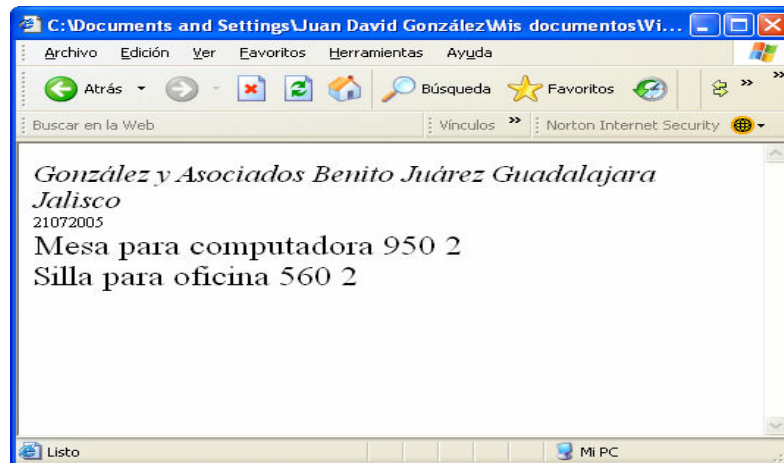 C:\Documents and Settings\Juan David González\Mis documentos\Vi...
Archivo Edición Ver Favoritos Herramientas Ayuda
Atrás Búsqueda Favoritos
Buscar en la Web Vínculos Norton Internet Security
González y Asociados Benito Juárez Guadalajara
Jalisco
21072005
Mesa para computadora 950 2
Silla para oficina 560 2
Listo Mi PC